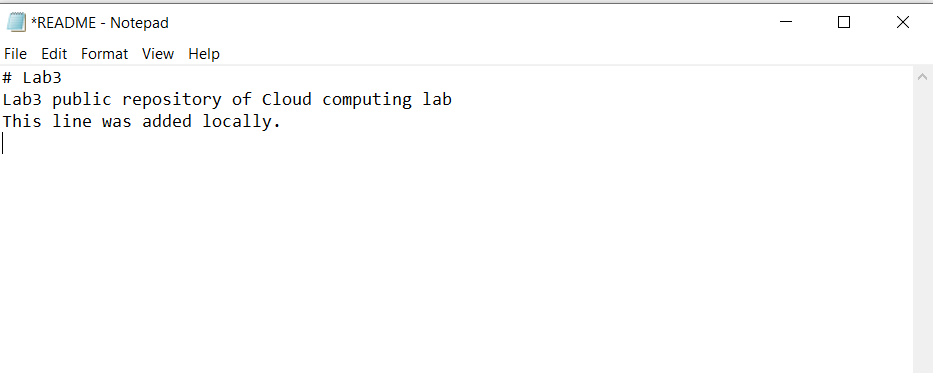 *README - Notepad
File Edit Format View Help
# Lab3
Lab3 public repository of Cloud computing lab
This line was added locally.